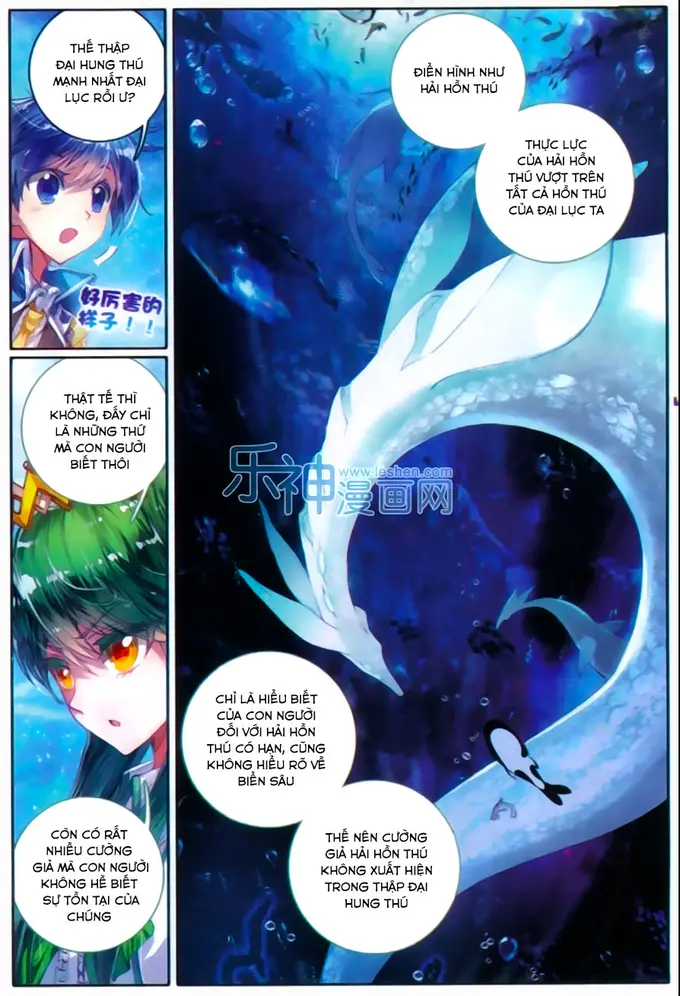 THẾ THẬP
ĐẠI HUNG THÚ
MẠNH NHẤT ĐẠI
LỤC RỒI Ư?
好厉害的
样子！！
THẬT TẾ THÌ
KHÔNG, ĐẤY CHỈ
LÀ NHỮNG THỨ
MÀ CON NGƯỜI
BIẾT THÔI
CÒN CÓ RẤT
NHIỀU CƯỜNG
GIẢ MÀ CON NGƯỜI
KHÔNG HỀ BIẾT
SỰ TỒN TẠI CỦA
CHÚNG
ĐIỂN HÌNH NHƯ
HẢI HỒN THÚ
THỰC LỰC
CỦA HẢI HỒN
THÚ VƯỢT TRÊN
TẤT CẢ HỒN THÚ
CỦA ĐẠI LỤC TA
乐神漫画网
www.leshen.com
CHỈ LÀ HIỂU BIẾT
CỦA CON NGƯỜI
ĐỐI VỚI HẢI HỒN
THÚ CÓ HẠN, CŨNG
KHÔNG HIỂU RÕ VỀ
BIỂN SÂU
THẾ NÊN CƯỜNG
GIẢ HẢI HỒN THÚ
KHÔNG XUẤT HIỆN
TRONG THẬP ĐẠI
HUNG THÚ